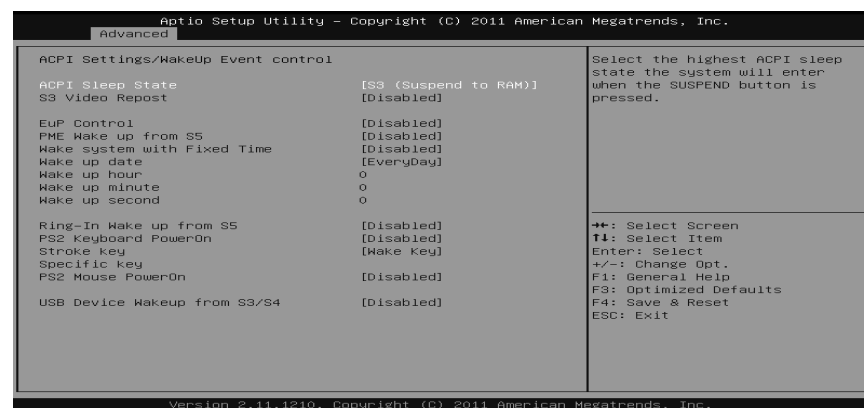 Aptio Setup Utility – Copyright (C) 2011 American Megatrends, Inc.
Advanced
ACPI Settings/WakeUp Event control
ACPI Sleep State [S3 (Suspend to RAM)]
S3 Video Repost [Disabled]
EuP Control [Disabled]
PME Wake up from S5 [Disabled]
Wake system with Fixed Time [Disabled]
Wake up date [EveryDay]
Wake up hour 0
Wake up minute 0
Wake up second 0
Ring-In Wake up from S5 [Disabled]
PS2 Keyboard PowerOn [Disabled]
Stroke key [Wake Key]
Specific key
PS2 Mouse PowerOn [Disabled]
USB Device Wakeup from S3/S4 [Disabled]
Select the highest ACPI sleep
state the system will enter
when the SUSPEND button is
pressed.
→←: Select Screen
↑↓: Select Item
Enter: Select
+/-: Change Opt.
F1: General Help
F3: Optimized Defaults
F4: Save & Reset
ESC: Exit
Version 2.11.1210. Copyright (C) 2011 American Megatrends, Inc.